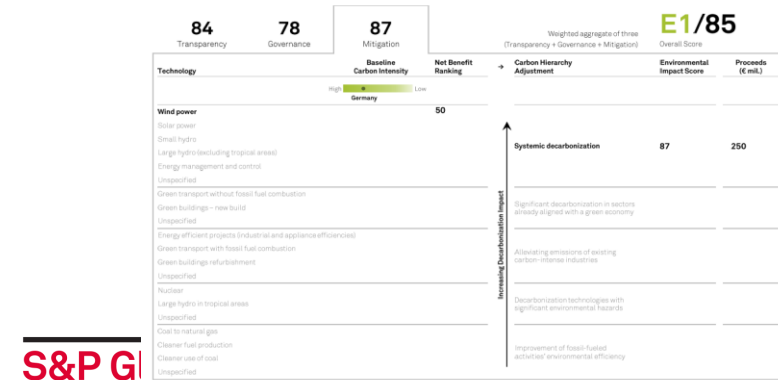 84 78 87 Weighted aggregate of three E1/85
Transparency Governance Mitigation (Transparency + Governance + Mitigation) Overall Score
Technology Baseline Carbon Intensity Net Benefit Ranking → Carbon Hierarchy Adjustment Environmental Impact Score Proceeds (€ mil.)
High Low
Germany
Wind power 50
Solar power
Small hydro
Large hydro (excluding tropical areas)
Energy management and control
Unspecified
Systemic decarbonization 87 250
Green transport without fossil fuel combustion
Green buildings – new build
Unspecified
Significant decarbonization in sectors
already aligned with a green economy
Energy efficient projects (industrial and appliance efficiencies)
Green transport with fossil fuel combustion
Green buildings refurbishment
Unspecified
Alleviating emissions of existing
carbon-intense industries
Nuclear
Large hydro in tropical areas
Unspecified
Decarbonization technologies with
significant environmental hazards
Coal to natural gas
Cleaner fuel production
Cleaner use of coal
Unspecified
Improvement of fossil-fueled
activities' environmental efficiency
Increasing Decarbonization Impact
S&P